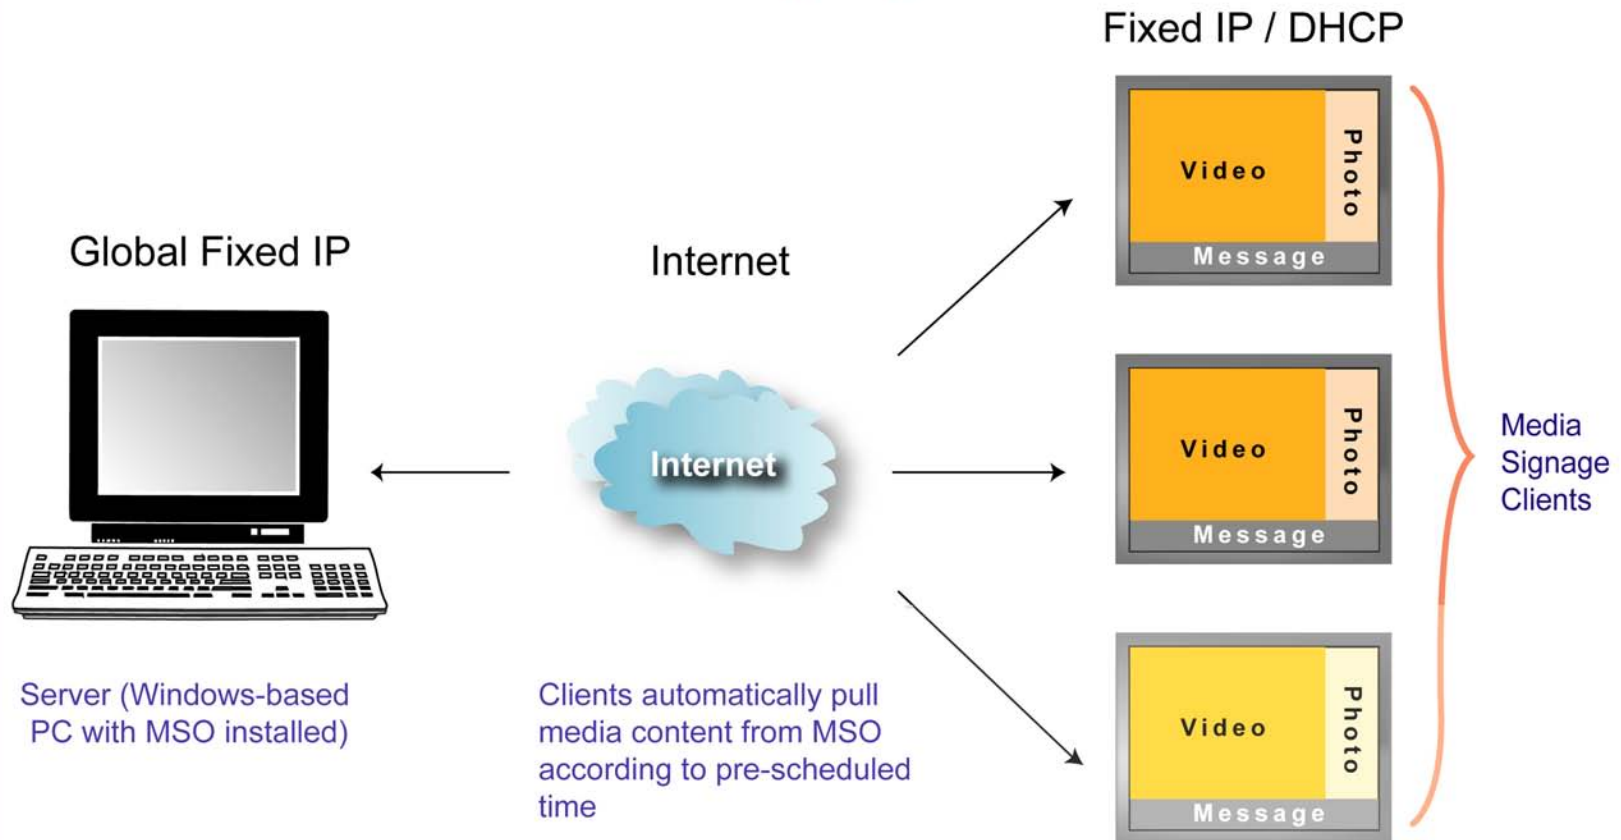 Fixed IP / DHCP
Global Fixed IP
Internet
Internet
Video
Photo
Message
Video
Photo
Message
Video
Photo
Message
Media
Signage
Clients
Server (Windows-based
PC with MSO installed)
Clients automatically pull
media content from MSO
according to pre-scheduled
time